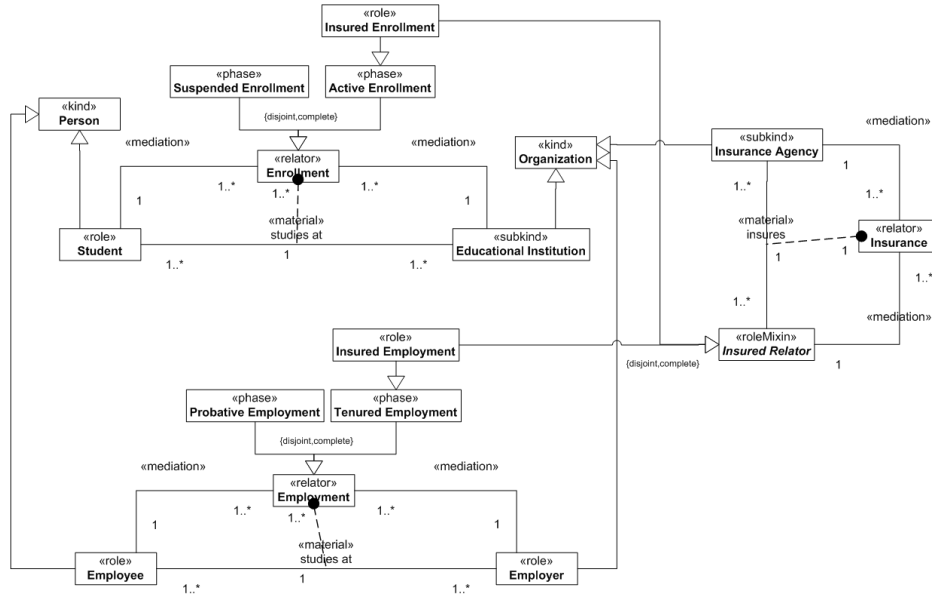 «role»
Insured Enrollment
«phase»
Suspended Enrollment
«phase»
Active Enrollment
«kind»
Person
{disjoint,complete}
«mediation»
«relator»
Enrollment
«mediation»
«kind»
Organization
«subkind»
Insurance Agency
«mediation»
1
1..*
1..*
1..*
1
1..*
1
1..*
«role»
Student
«material»
studies at
1
1..*
1..*
«subkind»
Educational Institution
«material»
insures
1
1
«relator»
Insurance
1..*
1..*
«mediation»
«role»
Insured Employment
«roleMixin»
Insured Relator
{disjoint,complete}
1
«phase»
Probative Employment
«phase»
Tenured Employment
{disjoint,complete}
«mediation»
«relator»
Employment
«mediation»
1
1..*
1..*
1..*
1
«role»
Employee
«material»
studies at
1
1..*
1..*
«role»
Employer